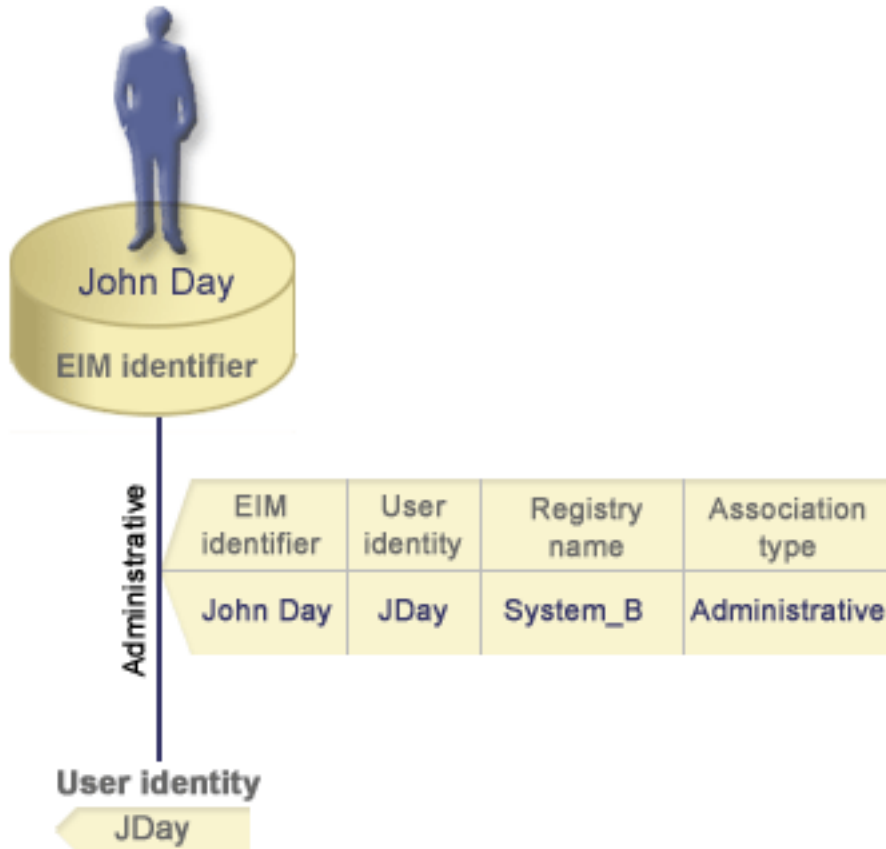 John Day
EIM identifier
Administrative
EIM identifier
User identity
Registry name
Association type
John Day
JDay
System_B
Administrative
User identity
JDay